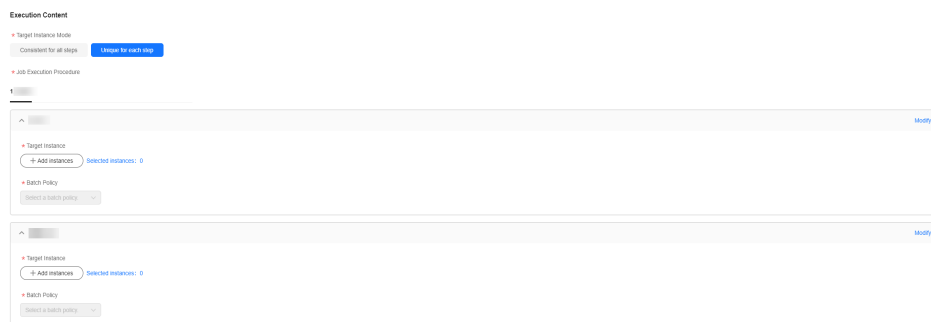 Execution Content
* Target Instance Mode
Consistent for all steps Unique for each step
* Job Execution Procedure
1
Modify
* Target Instance
+ Add instances Selected instances: 0
* Batch Policy
Select a batch policy
Modify
* Target Instance
+ Add instances Selected instances: 0
* Batch Policy
Select a batch policy